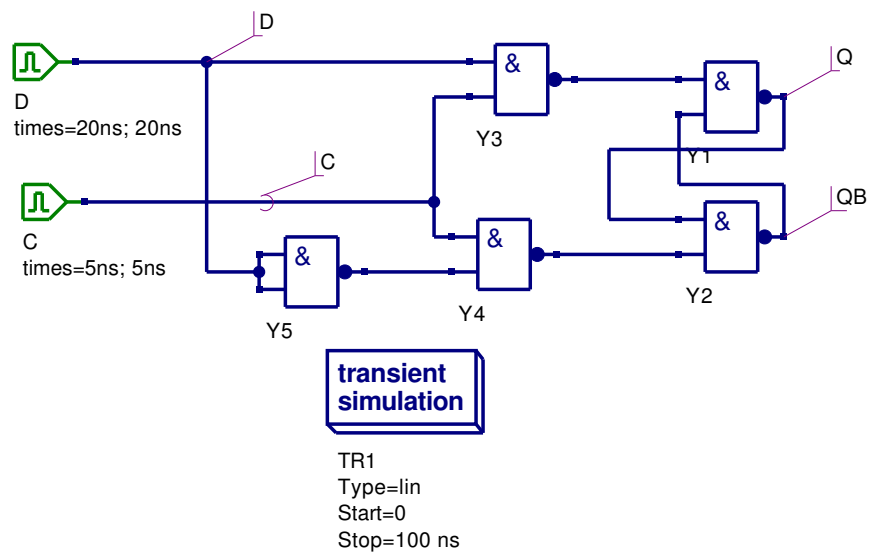 D
Q
&
&
D
times=20ns; 20ns
Y3
Y1
C
QB
&
&
&
C
times=5ns; 5ns
Y5
Y4
Y2
transient
simulation
TR1
Type=lin
Start=0
Stop=100 ns